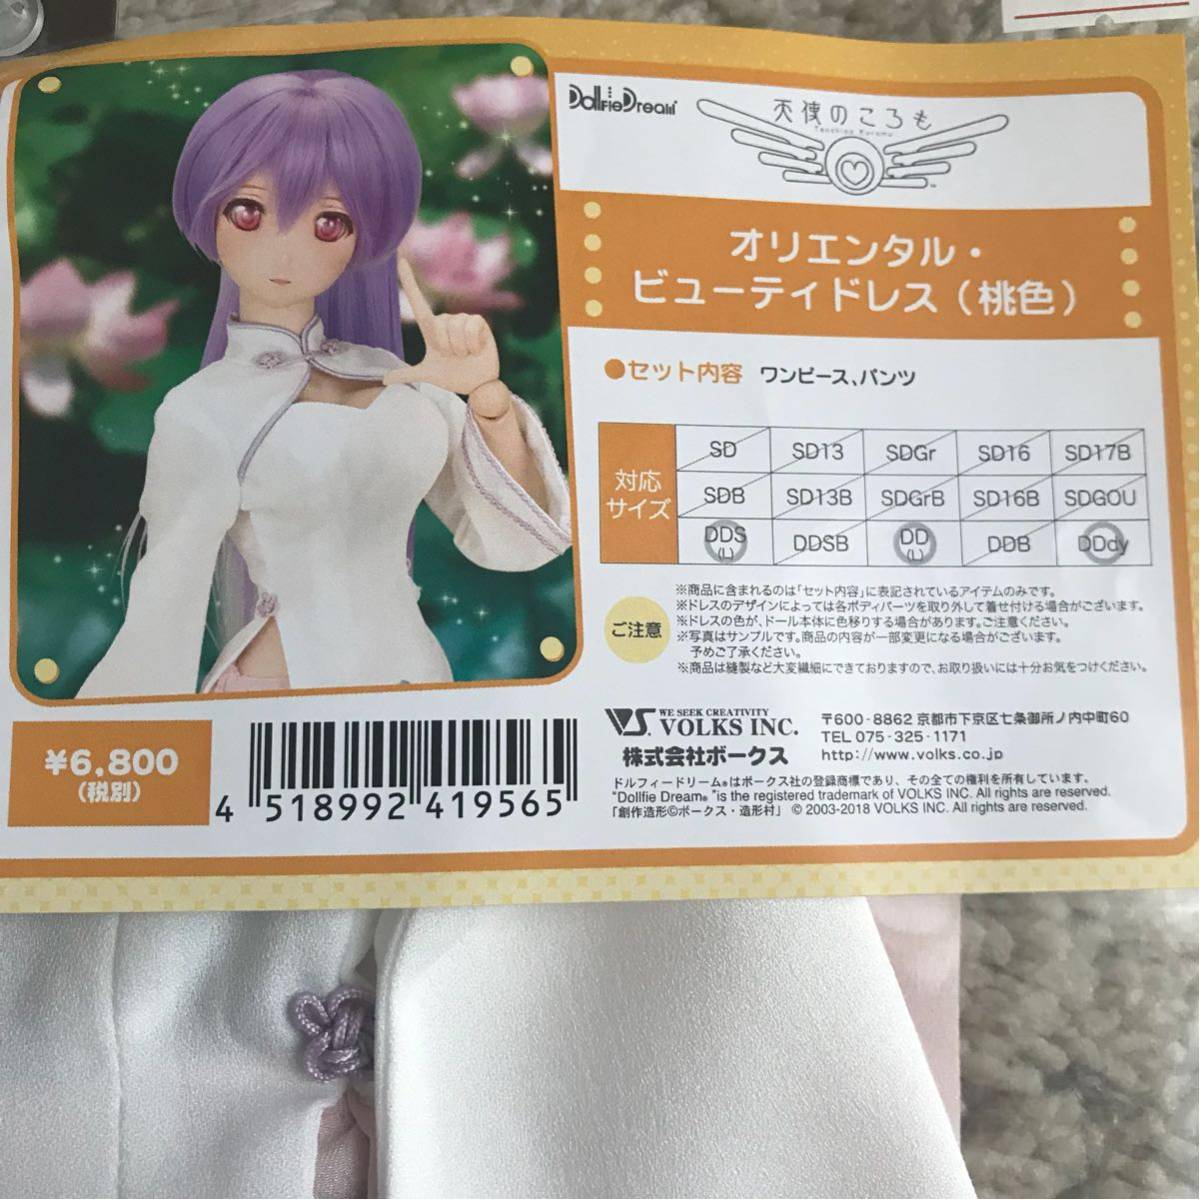 DollfieDream®
天使のころも
Tenshino Koromo
™
オリエンタル・
ビューティドレス（桃色）
●セット内容 ワンピース、パンツ
対応
サイズ
SD SD13 SDGr SD16 SD17B
SDB SD13B SDGrB SD16B SDGOU
DDS
(L)
DDSB
DD
(L)
DDB DDdy
ご注意
※商品に含まれるのは「セット内容」に表記されているアイテムのみです。
※ドレスのデザインによっては各ボディパーツを取り外して着せ付ける場合がございます。
※ドレスの色が、ドール本体に色移りする場合があります。ご注意ください。
※写真はサンプルです。商品の内容が一部変更になる場合がございます。
予めご了承ください。
※商品は縫製など大変繊細にできておりますので、お取り扱いには十分お気をつけください。
¥6,800
（税別）
4 518992 419565
VS.
WE SEEK CREATIVITY
VOLKS INC.
株式会社ボークス
〒600-8862 京都市下京区七条御所ノ内中町60
TEL 075-325-1171
http://www.volks.co.jp
ドルフィードリーム®はボークス社の登録商標であり、その全ての権利を所有しています。
"Dollfie Dream® "is the registered trademark of VOLKS INC. All rights are reserved.
「創作造形©ボークス・造形村」 © 2003-2018 VOLKS INC. All rights are reserved.